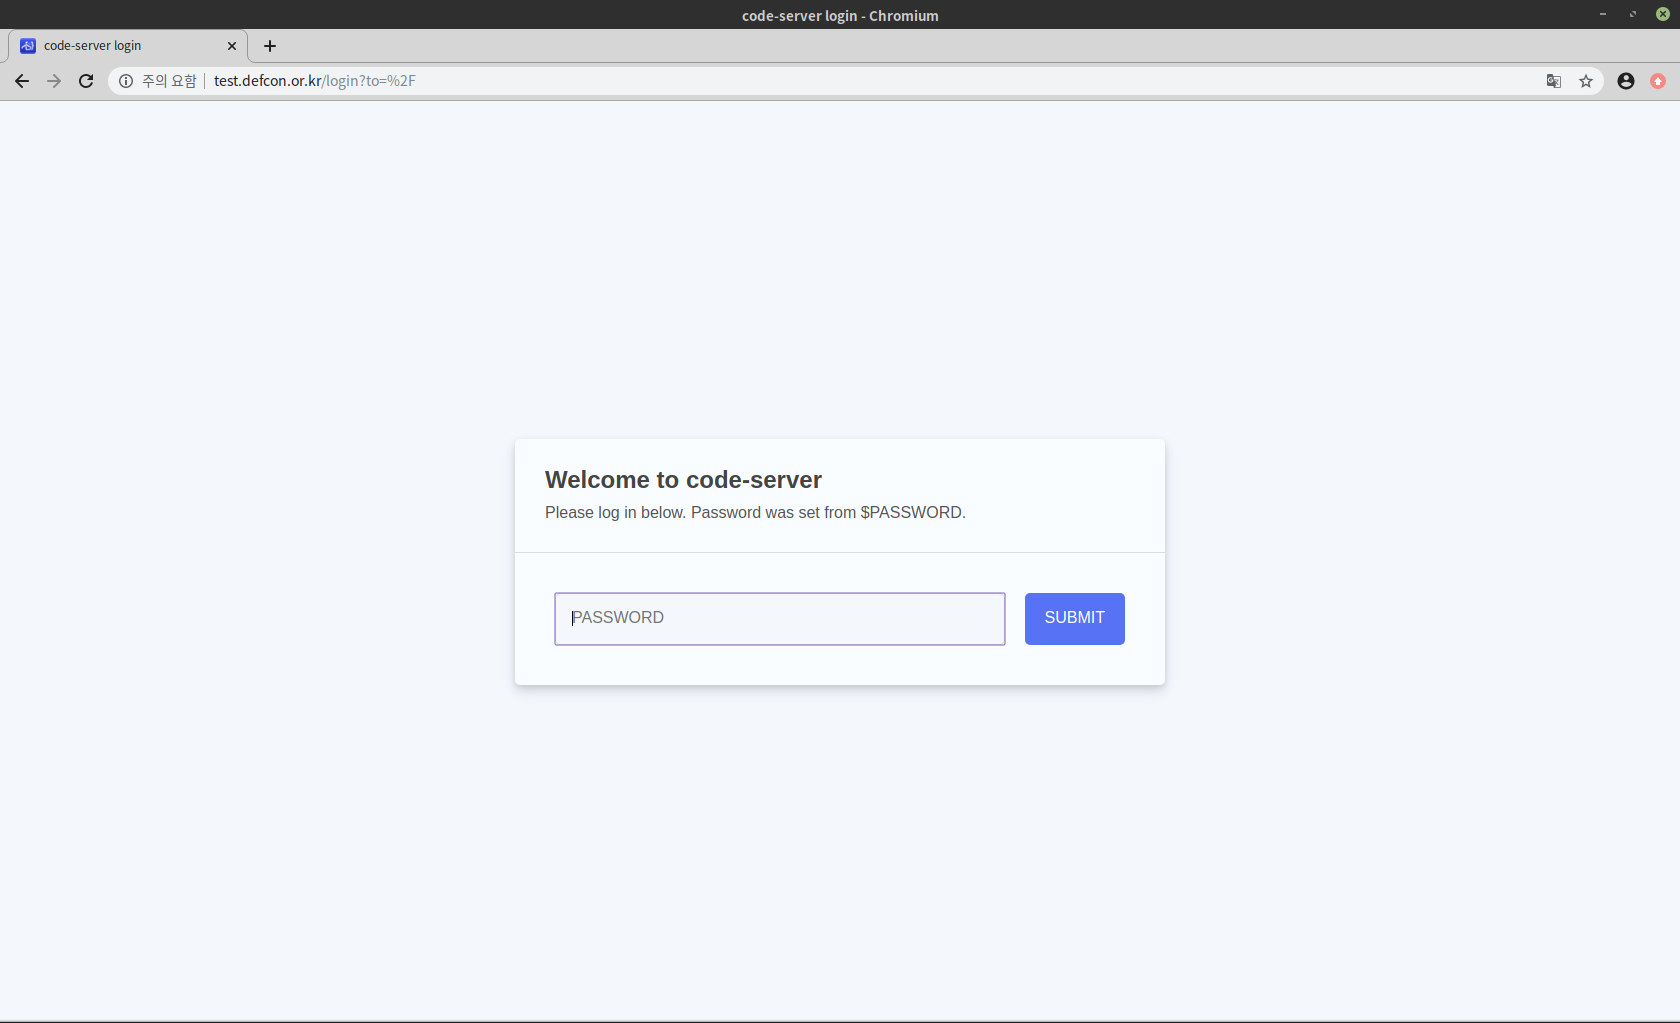 code-server login - Chromium
code-server login
주의 요함 test.defcon.or.kr/login?to=%2F
Welcome to code-server
Please log in below. Password was set from $PASSWORD.
PASSWORD
SUBMIT